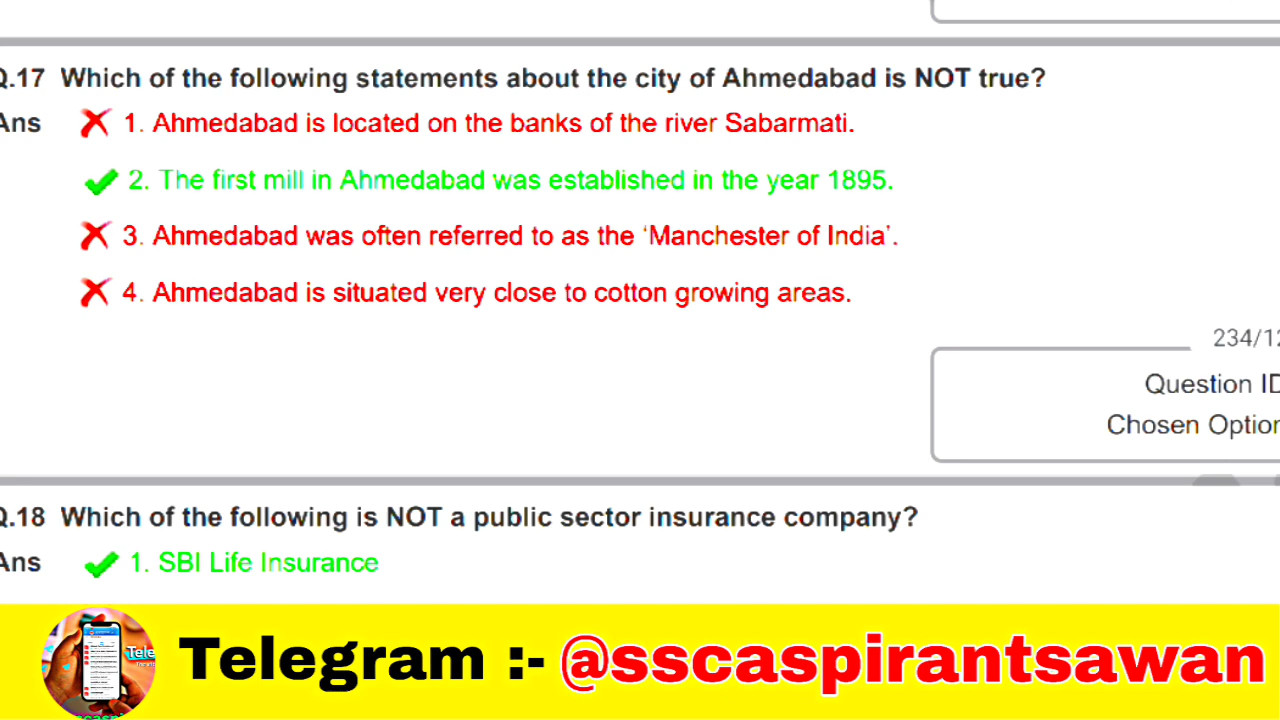 Q.17 Which of the following statements about the city of Ahmedabad is NOT true?
Ans 1. Ahmedabad is located on the banks of the river Sabarmati.
2. The first mill in Ahmedabad was established in the year 1895.
3. Ahmedabad was often referred to as the ‘Manchester of India’.
4. Ahmedabad is situated very close to cotton growing areas.
234/12
Question ID
Chosen Option
Q.18 Which of the following is NOT a public sector insurance company?
Ans 1. SBI Life Insurance
Telegram :- @sscaspirantsawan